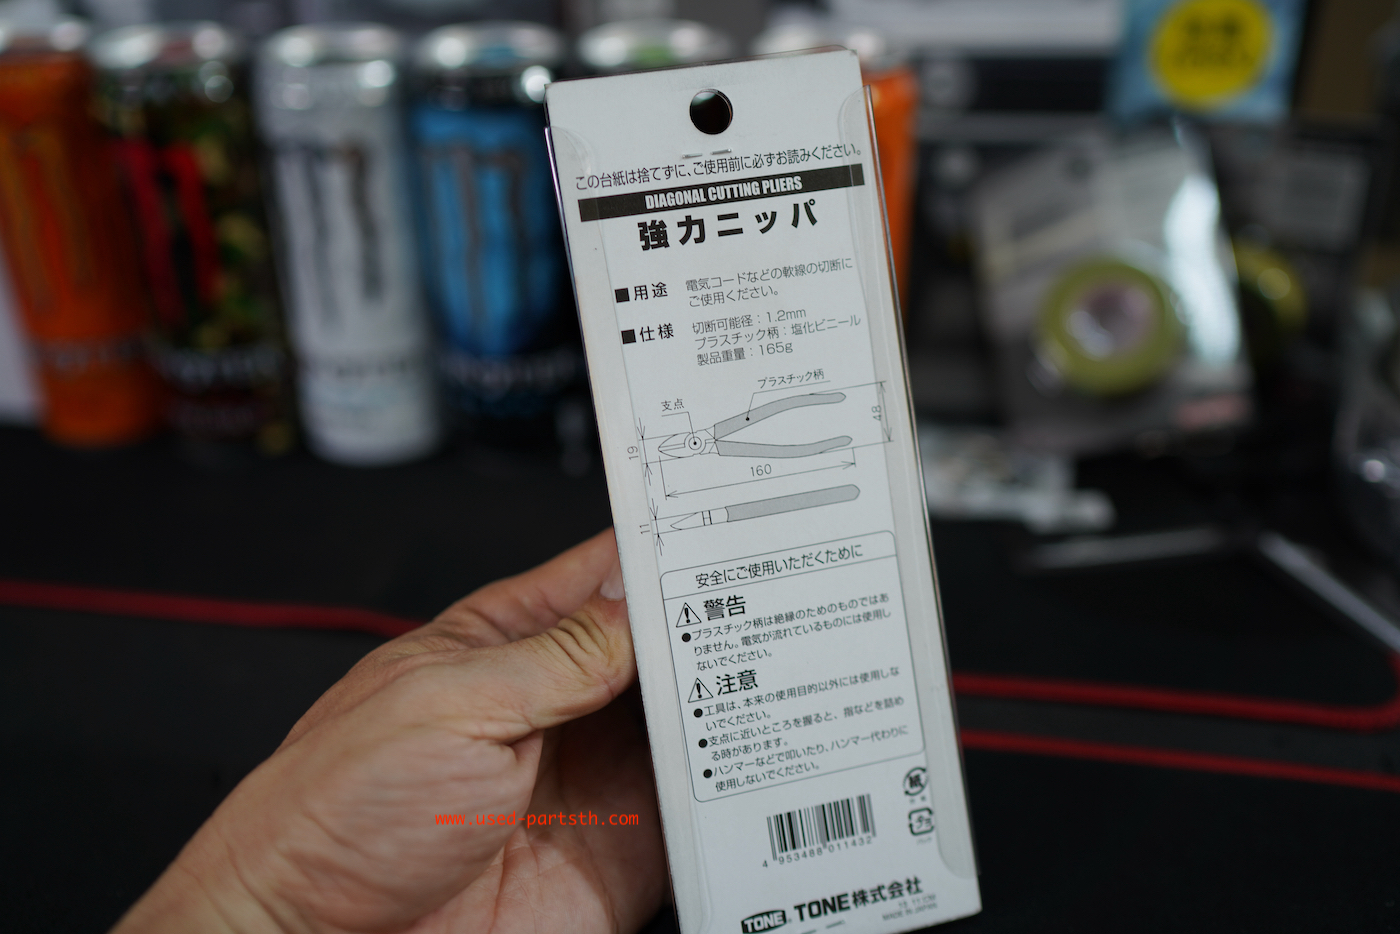 この台紙は捨てずに、ご使用前に必ずお読みください。
DIAGONAL CUTTING PLIERS
強力ニッパ
■用途 電気コードなどの軟線の切断に
ご使用ください。
■仕様 切断可能径：1.2mm
プラスチック柄：塩化ビニール
製品重量：165g
プラスチック柄
支点
48
19
160
11
安全にご使用いただくために
警告
●プラスチック柄は絶縁のためのものではあ
りません。電気が流れているものには使用し
ないでください。
注意
●工具は、本来の使用目的以外には使用しな
いでください。
●支点に近いところを握ると、指などを詰め
る時があります。
●ハンマーなどで叩いたり、ハンマー代わりに
使用しないでください。
紙
プラ
4 953488 011432
TONE® TONE株式会社
MADE IN JAPAN
www.used-partsth.com